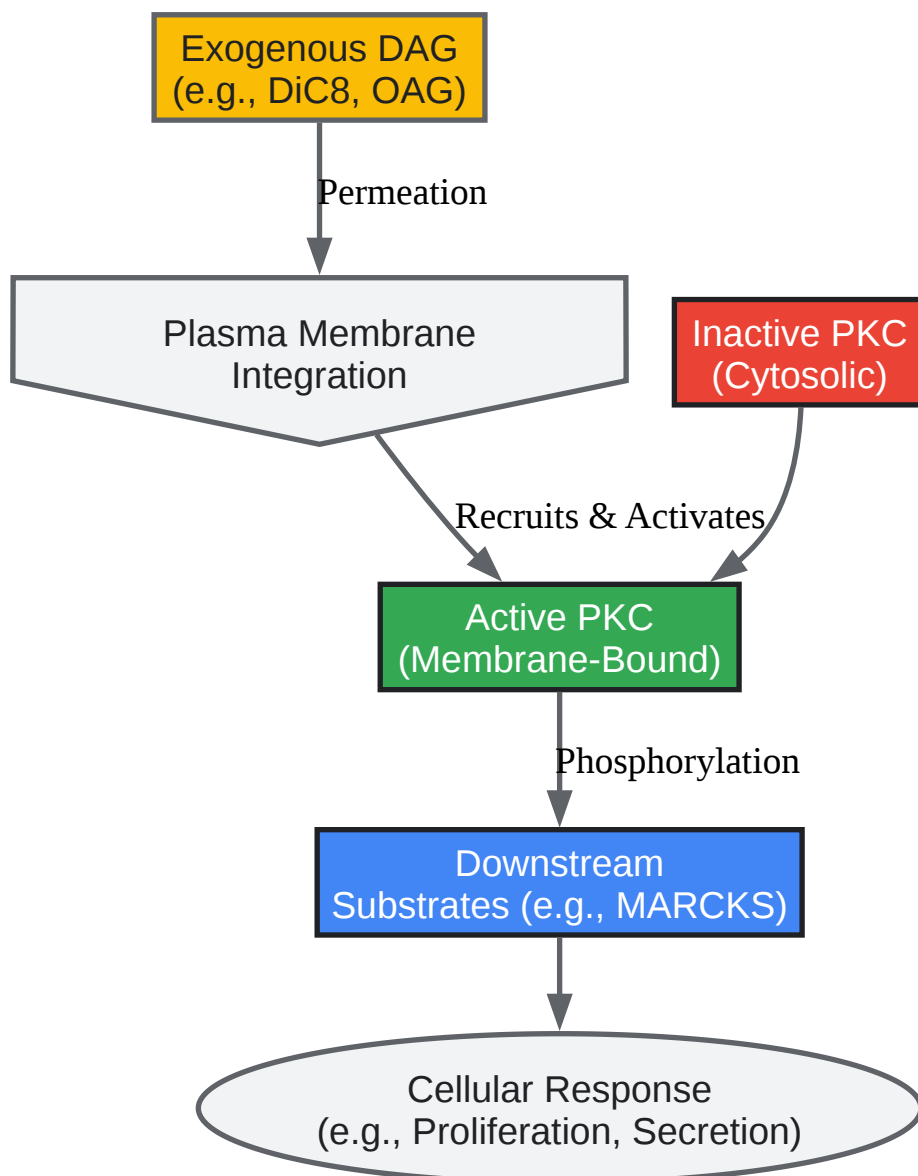 Exogenous DAG
(e.g., DiC8, OAG)
Permeation
Plasma Membrane
Integration
Inactive PKC
(Cytosolic)
Recruits & Activates
Active PKC
(Membrane-Bound)
Phosphorylation
Downstream
Substrates (e.g., MARCKS)
Cellular Response
(e.g., Proliferation, Secretion)